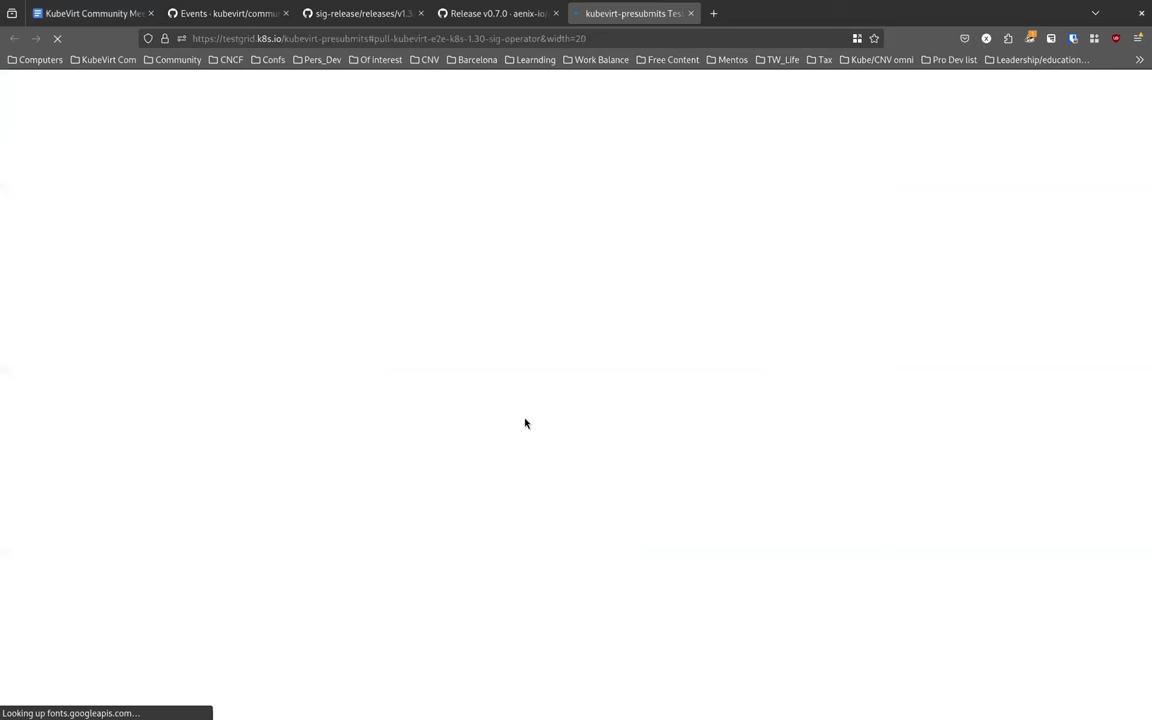 KubeVirt Community Mee
Events · kubevirt/commu
sig-release/releases/v1.3
Release v0.7.0 · aenix-io/
kubevirt-presubmits Tes
https://testgrid.k8s.io/kubevirt-presubmits#pull-kubevirt-e2e-k8s-1.30-sig-operator&width=20
Computers
KubeVirt Com
Community
CNCF
Confs
Pers_Dev
Of interest
CNV
Barcelona
Learnding
Work Balance
Free Content
Mentos
TW_Life
Tax
Kube/CNV omni
Pro Dev list
Leadership/education...
Looking up fonts.googleapis.com...